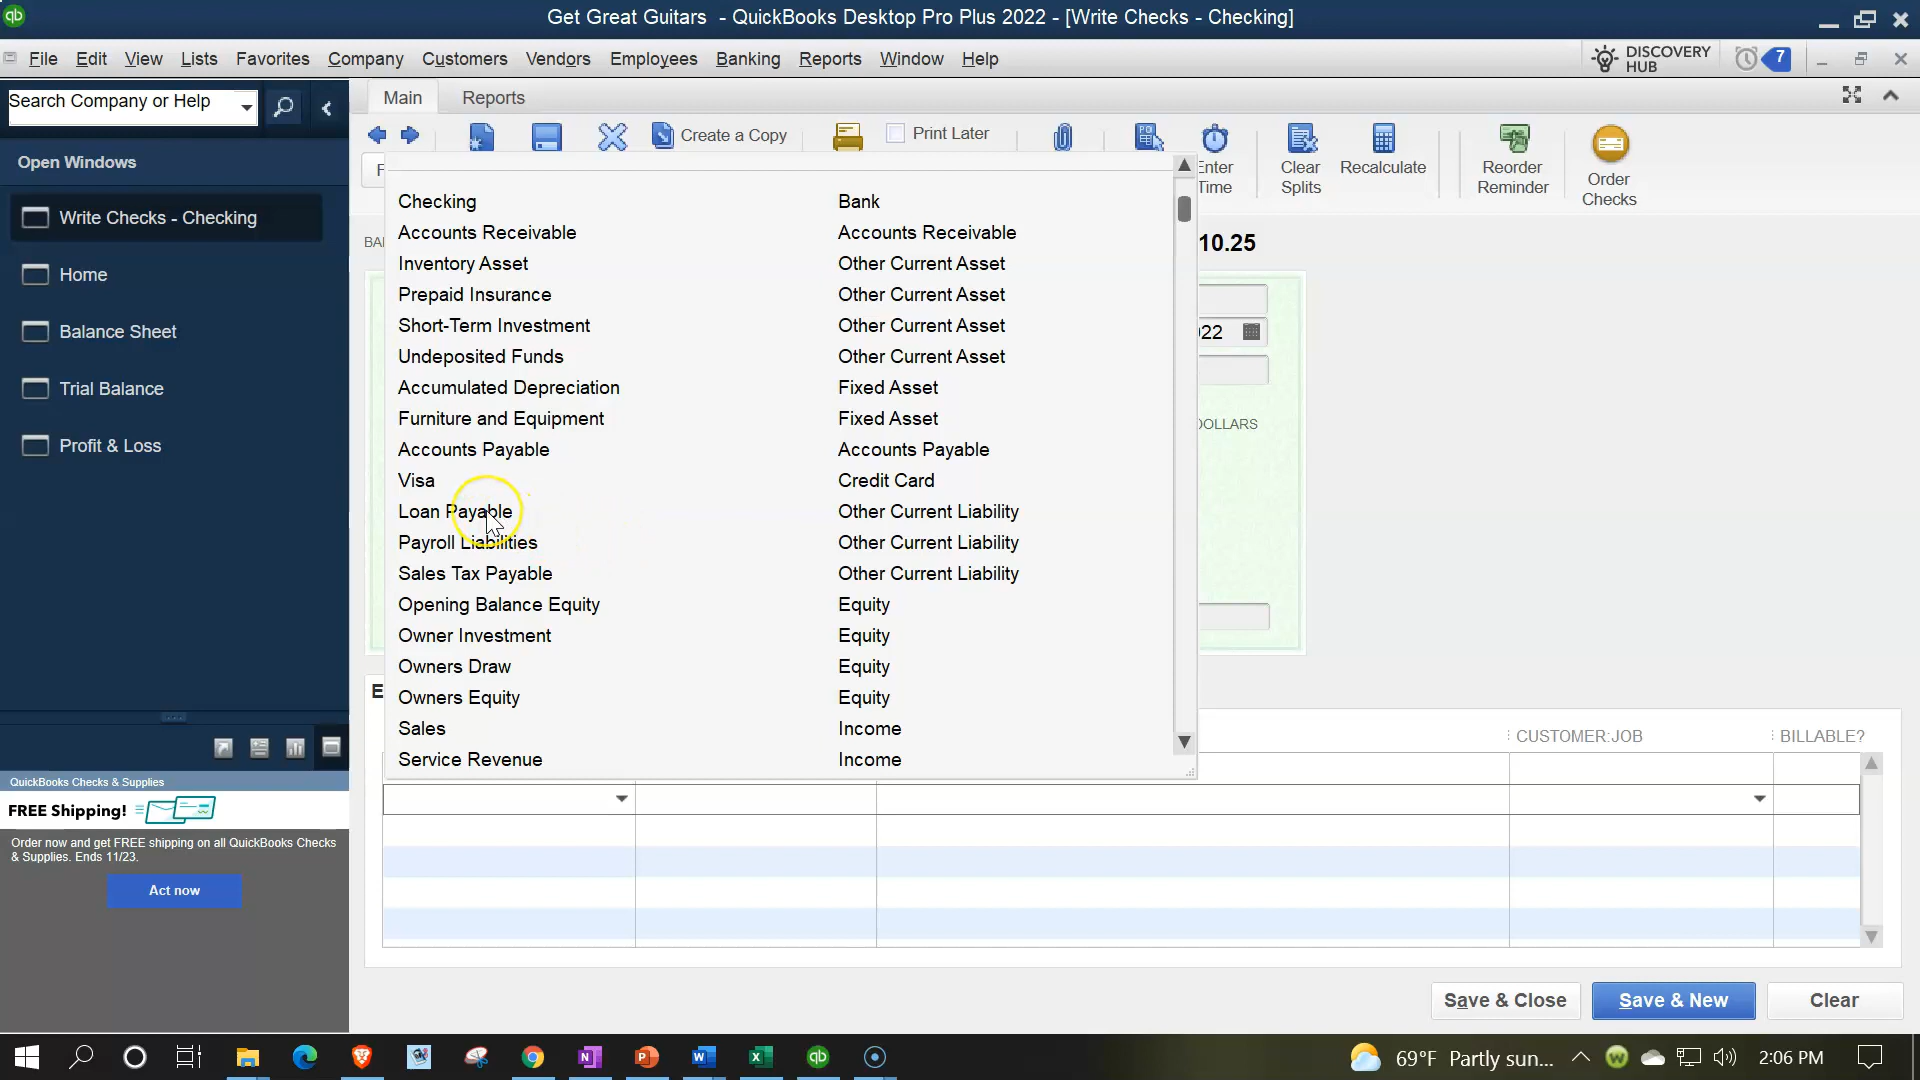 qb
Get Great Guitars - QuickBooks Desktop Pro Plus 2022 - [Write Checks - Checking]
File Edit View Lists Favorites Company Customers Vendors Employees Banking Reports Window Help
DISCOVERY HUB
7
Search Company or Help
Main Reports
Create a Copy
Print Later
Enter Time
Clear Splits
Recalculate
Reorder Reminder
Order Checks
Open Windows
Write Checks - Checking
Home
Balance Sheet
Trial Balance
Profit & Loss
F
BA
10.25
022
DOLLARS
E
Checking Bank
Accounts Receivable Accounts Receivable
Inventory Asset Other Current Asset
Prepaid Insurance Other Current Asset
Short-Term Investment Other Current Asset
Undeposited Funds Other Current Asset
Accumulated Depreciation Fixed Asset
Furniture and Equipment Fixed Asset
Accounts Payable Accounts Payable
Visa Credit Card
Loan Payable Other Current Liability
Payroll Liabilities Other Current Liability
Sales Tax Payable Other Current Liability
Opening Balance Equity Equity
Owner Investment Equity
Owners Draw Equity
Owners Equity Equity
Sales Income
Service Revenue Income
CUSTOMER:JOB BILLABLE?
QuickBooks Checks & Supplies
FREE Shipping!
Order now and get FREE shipping on all QuickBooks Checks
& Supplies. Ends 11/23.
Act now
Save & Close Save & New Clear
69°F Partly sun... 2:06 PM